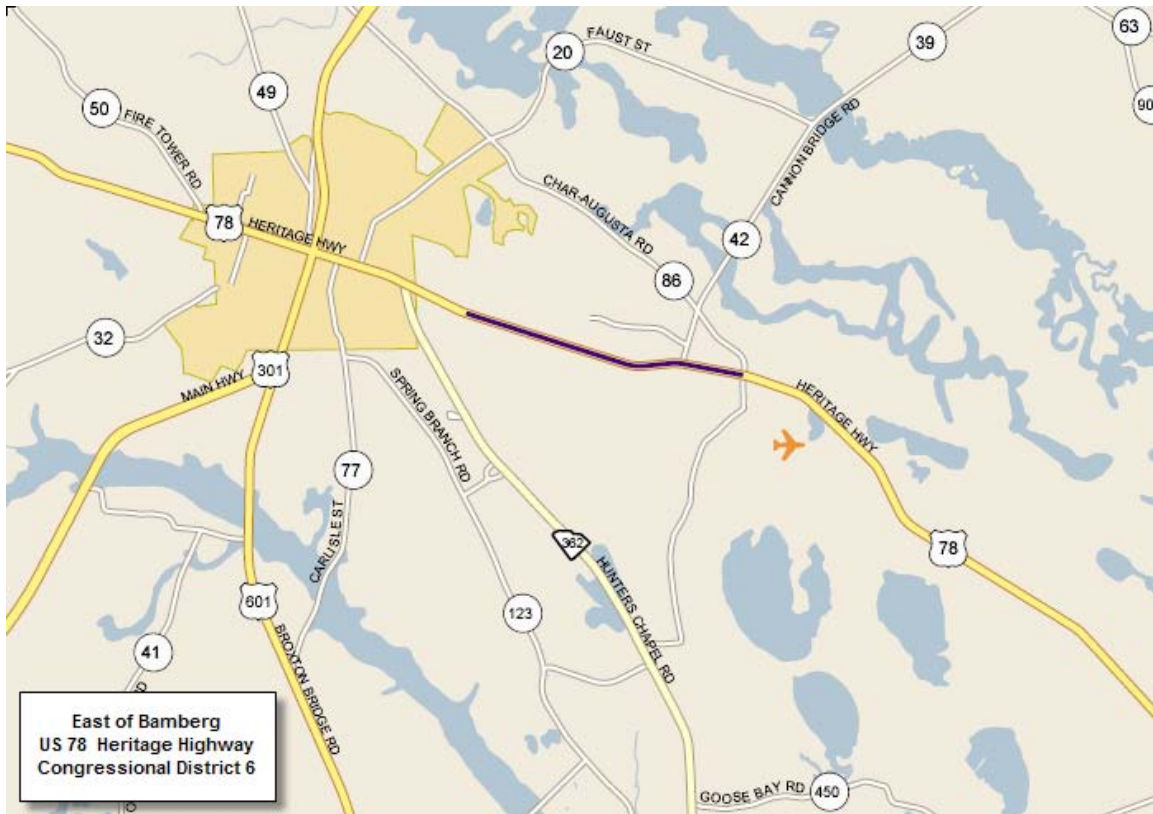 63
39
20
FAUST ST
49
90
50
FIRE TOWER RD
CANNON BRIDGE RD
CHAR-AUGUSTA RD
78
HERITAGE HWY
42
86
32
301
MAIN HWY
SPRING BRANCH RD
HERITAGE HWY
77
CARLISLE ST
362
78
HUNTERS CHAPEL RD
601
123
BROXTON BRIDGE RD
41
RD
East of Bamberg
US 78 Heritage Highway
Congressional District 6
GOOSE BAY RD
450